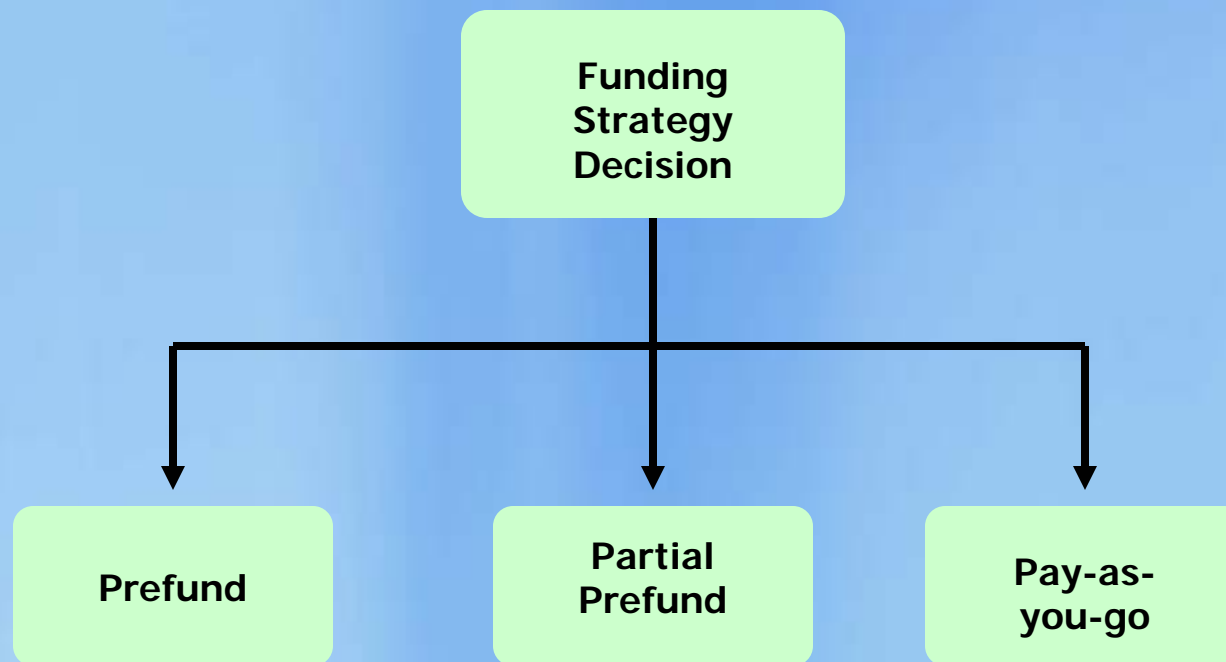 Funding
Strategy
Decision
Prefund
Partial
Prefund
Pay-as-
you-go